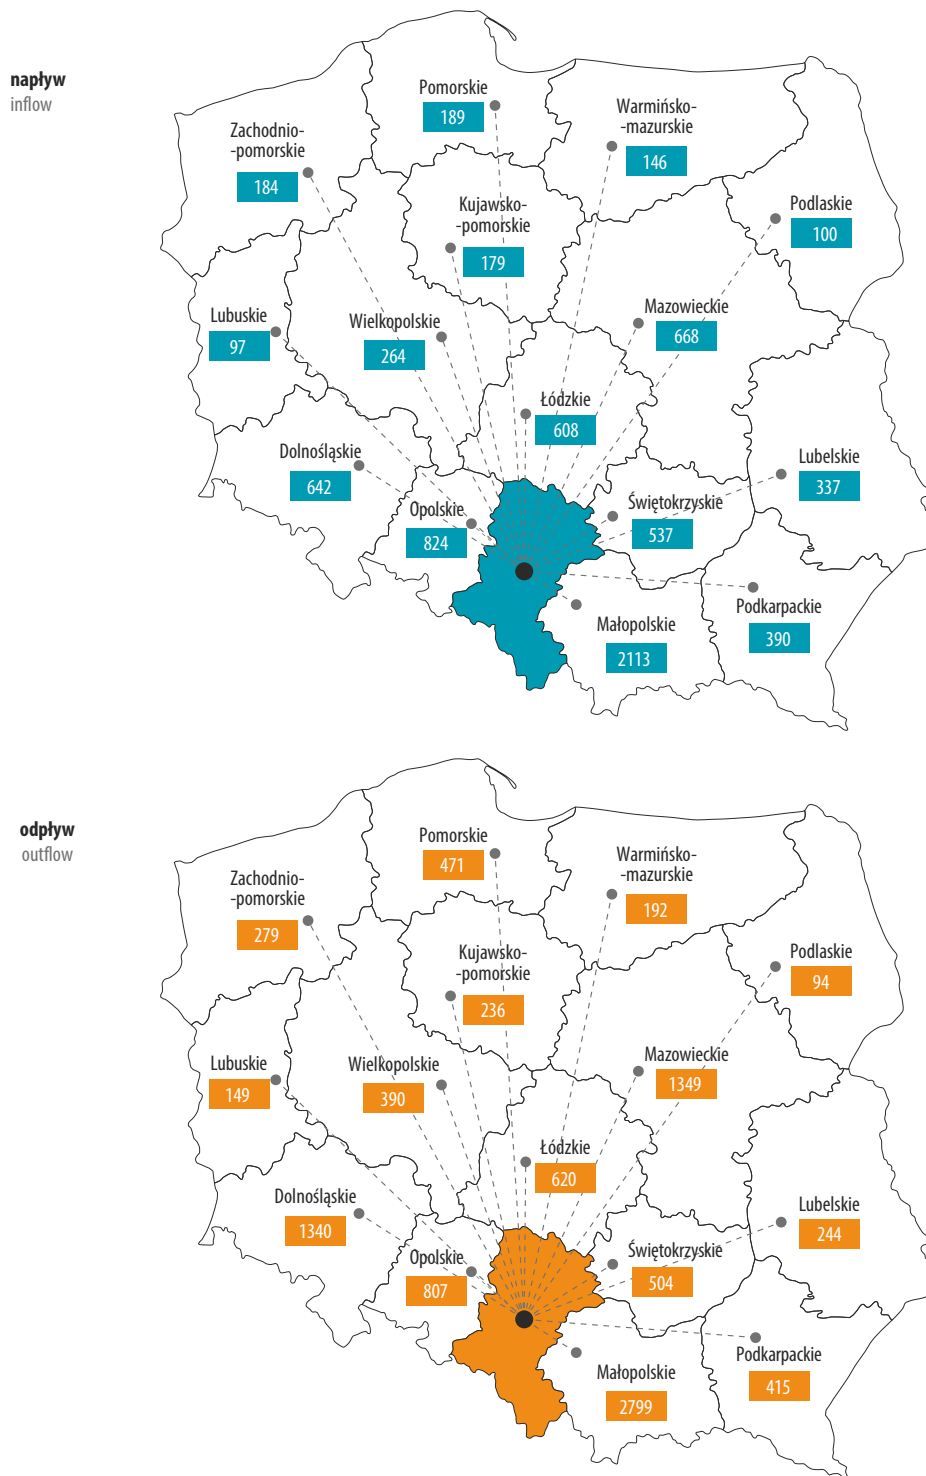 napływ
inflow
Pomorskie
189
Warmińsko-
-mazurskie
146
Zachodnio-
-pomorskie
184
Kujawsko-
-pomorskie
179
Podlaskie
100
Lubuskie
97
Wielkopolskie
264
Mazowieckie
668
Łódzkie
608
Dolnośląskie
642
Lubelskie
337
Opolskie
824
Świętokrzyskie
537
Małopolskie
2113
Podkarpackie
390
odpływ
outflow
Pomorskie
471
Warmińsko-
-mazurskie
192
Zachodnio-
-pomorskie
279
Kujawsko-
-pomorskie
236
Podlaskie
94
Lubuskie
149
Wielkopolskie
390
Mazowieckie
1349
Łódzkie
620
Dolnośląskie
1340
Lubelskie
244
Opolskie
807
Świętokrzyskie
504
Małopolskie
2799
Podkarpackie
415